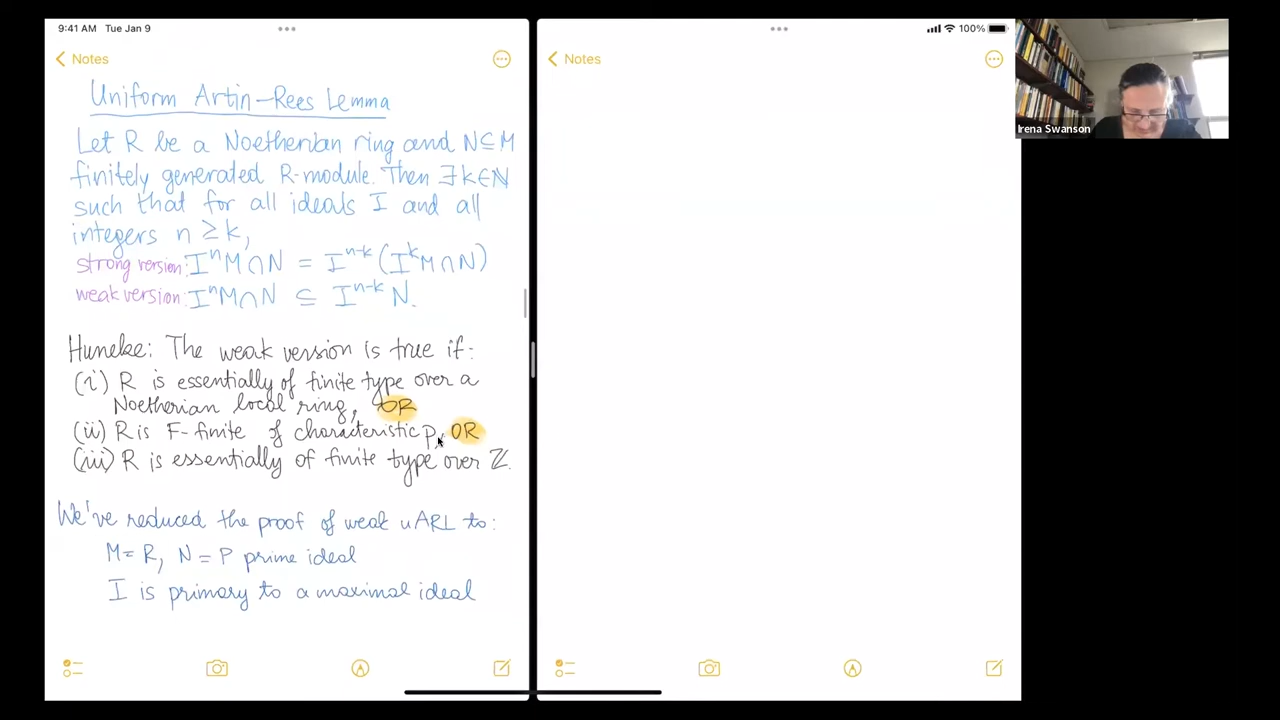 9:41 AM Tue Jan 9
100%
Notes
Notes
Irena Swanson
Uniform Artin-Rees Lemma
Let R be a Noetherian ring and N⊆M
finitely generated R-module. Then ∃k∈ℕ
such that for all ideals I and all
integers n ≥ k,
strong version: IⁿM∩N = Iⁿ⁻ᵏ(IᵏM∩N)
weak version: IⁿM∩N ⊆ Iⁿ⁻ᵏN.
Huneke: The weak version is true if:
(i) R is essentially of finite type over a
Noetherian local ring, OR
(ii) R is F-finite of characteristic p, OR
(iii) R is essentially of finite type over ℤ.
We've reduced the proof of weak uARL to:
M = R, N = P prime ideal
I is primary to a maximal ideal